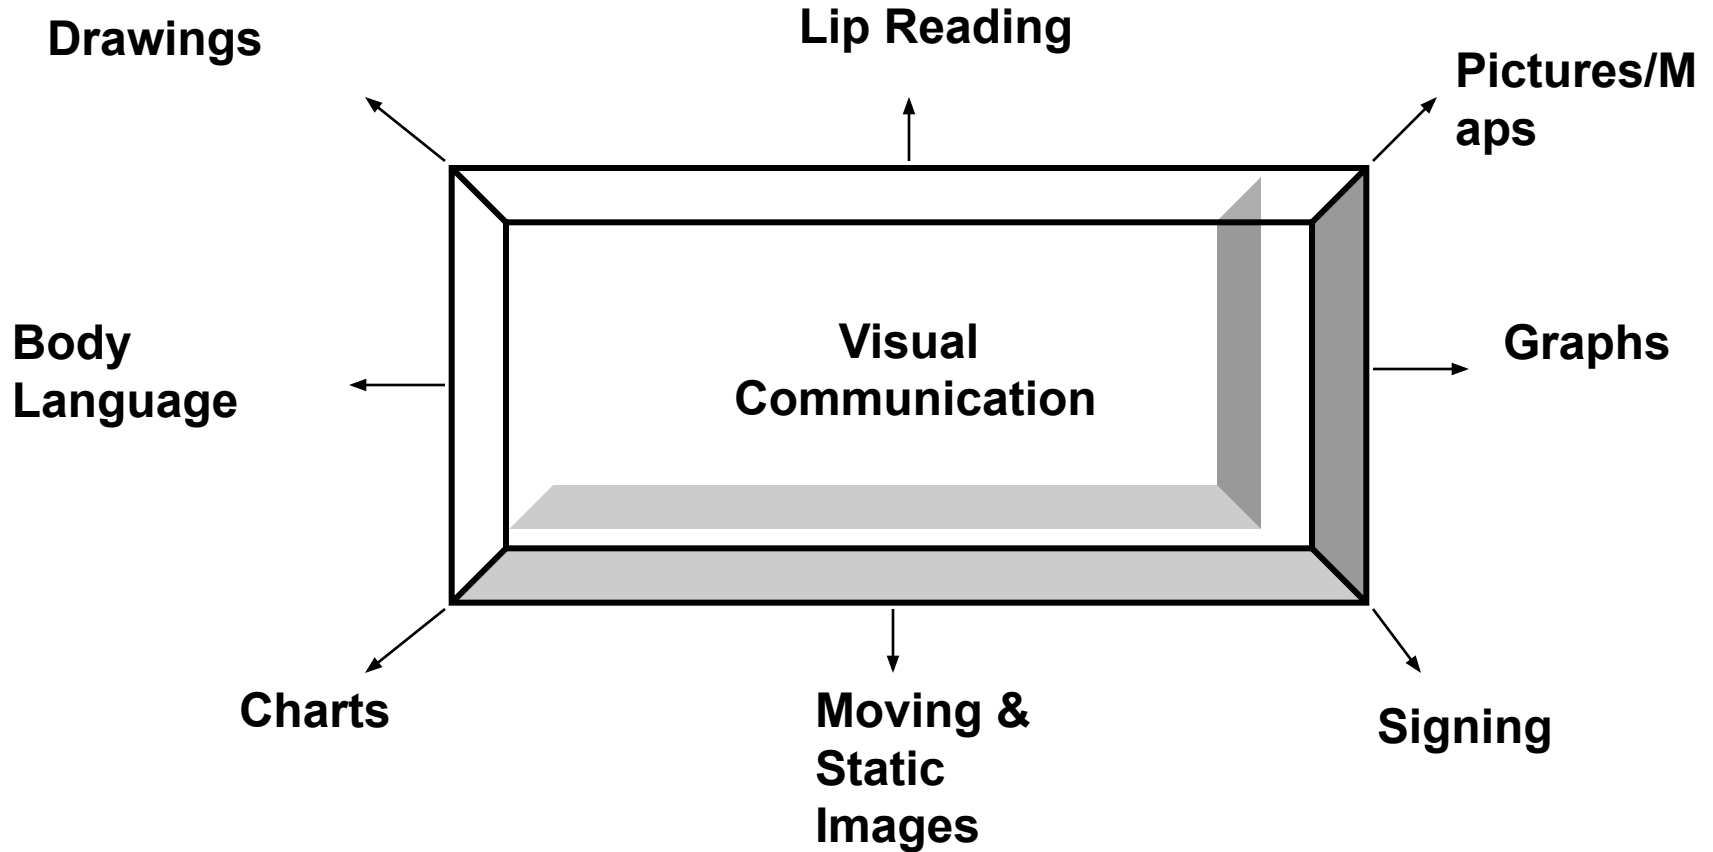 Drawings
Lip Reading
Pictures/M
aps
Body
Language
Visual
Communication
Graphs
Charts
Moving &
Static
Images
Signing